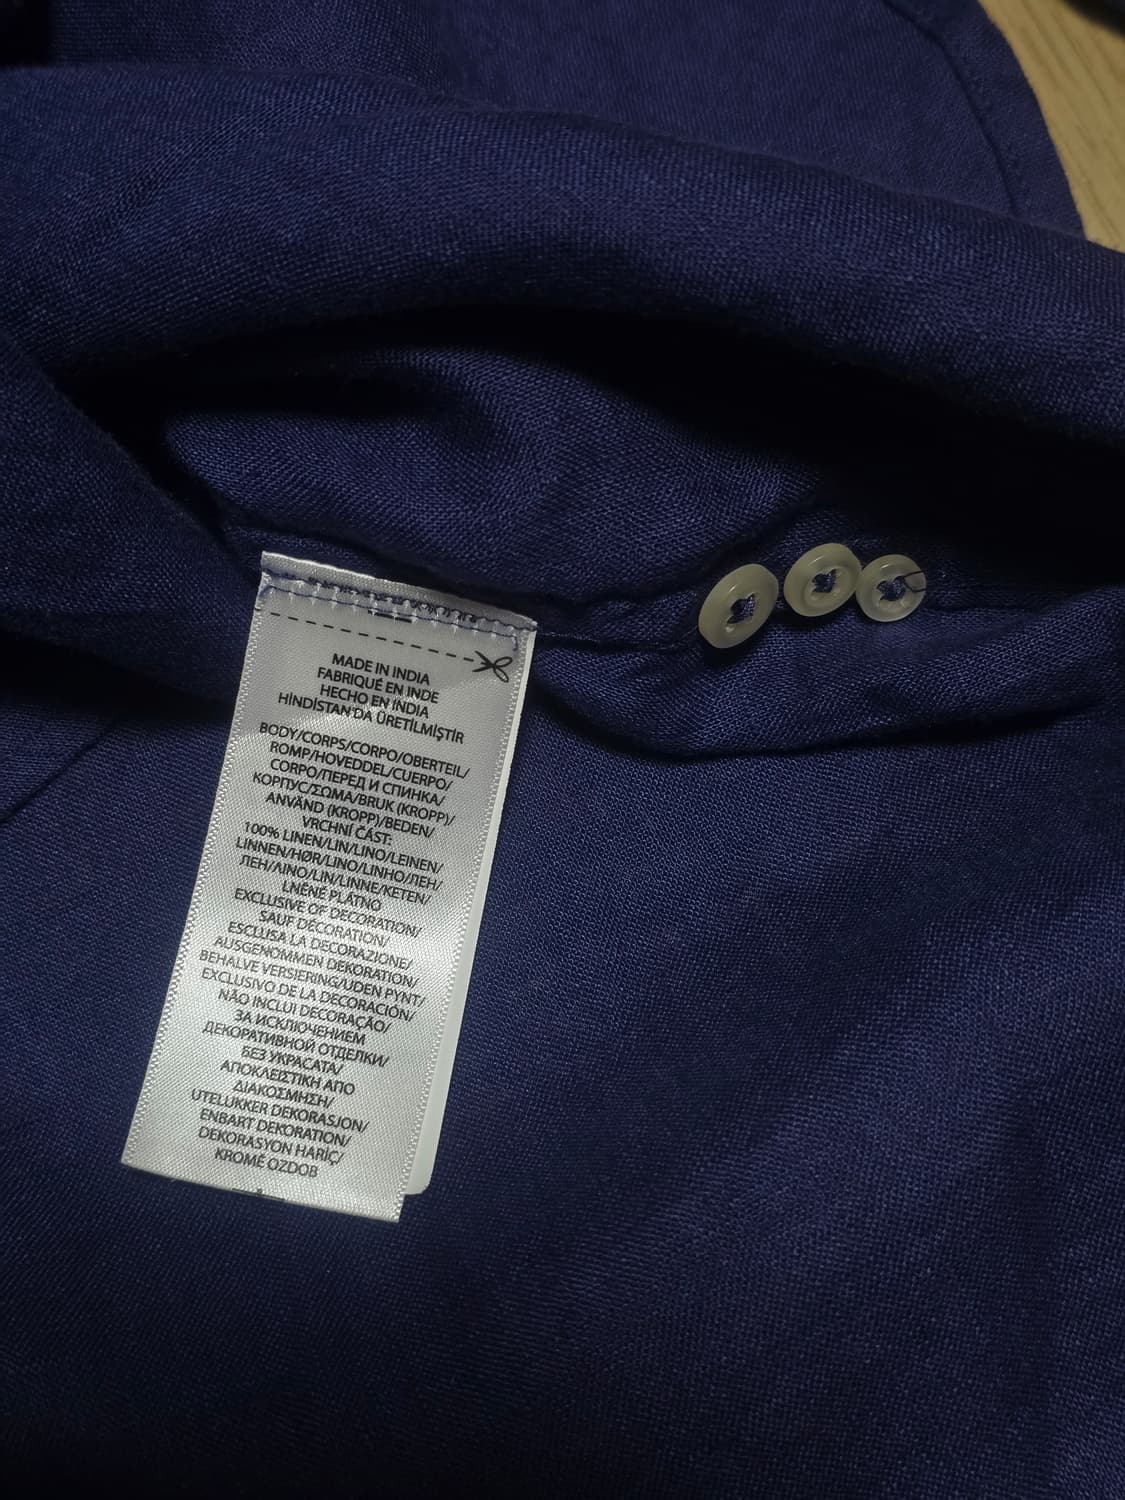 MADE IN INDIA
FABRIQUÉ EN INDE
HECHO EN INDIA
HİNDİSTAN'DA ÜRETİLMİŞTİR
BODY/CORPS/CORPO/OBERTEIL/
ROMP/HOVEDDEL/CUERPO/
CORPO/ПЕРЕД И СПИНКА/
КОРПУС/ΣΩΜΑ/BRUK (KROPP)/
ANVÄND (KROPP)/BEDEN/
VRCHNÍ ČÁST:
100% LINEN/LIN/LINO/LEINEN/
LINNEN/HØR/LINO/LINHO/ЛЕН/
ЛЕН/ΛΙΝΟ/LIN/LINNE/KETEN/
LNĚNÉ PLÁTNO
EXCLUSIVE OF DECORATION/
SAUF DÉCORATION/
ESCLUSA LA DECORAZIONE/
AUSGENOMMEN DEKORATION/
BEHALVE VERSIERING/UDEN PYNT/
EXCLUSIVO DE LA DECORACIÓN/
NÃO INCLUI DECORAÇÃO/
ЗА ИСКЛЮЧЕНИЕМ
ДЕКОРАТИВНОЙ ОТДЕЛКИ/
БЕЗ УКРАСАТА/
ΑΠΟΚΛΕΙΣΤΙΚΗ ΑΠΟ
ΔΙΑΚΟΣΜΗΣΗ/
UTELUKKER DEKORASJON/
ENBART DEKORATION/
DEKORASYON HARİÇ/
KROMĚ OZDOB